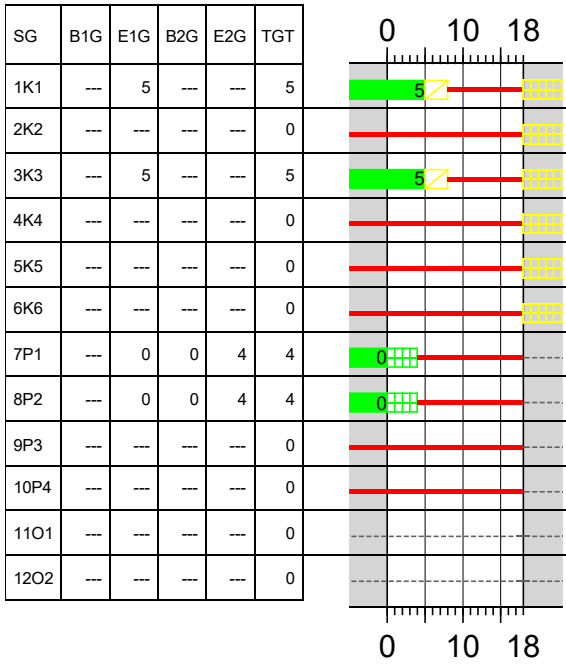 SG B1G E1G B2G E2G TGT 0 10 18
1K1 --- 5 --- --- 5 5
2K2 --- --- --- --- 0
3K3 --- 5 --- --- 5 5
4K4 --- --- --- --- 0
5K5 --- --- --- --- 0
6K6 --- --- --- --- 0
7P1 --- 0 0 4 4 0
8P2 --- 0 0 4 4 0
9P3 --- --- --- --- 0
10P4 --- --- --- --- 0
11O1 --- --- --- --- 0
12O2 --- --- --- --- 0
0 10 18